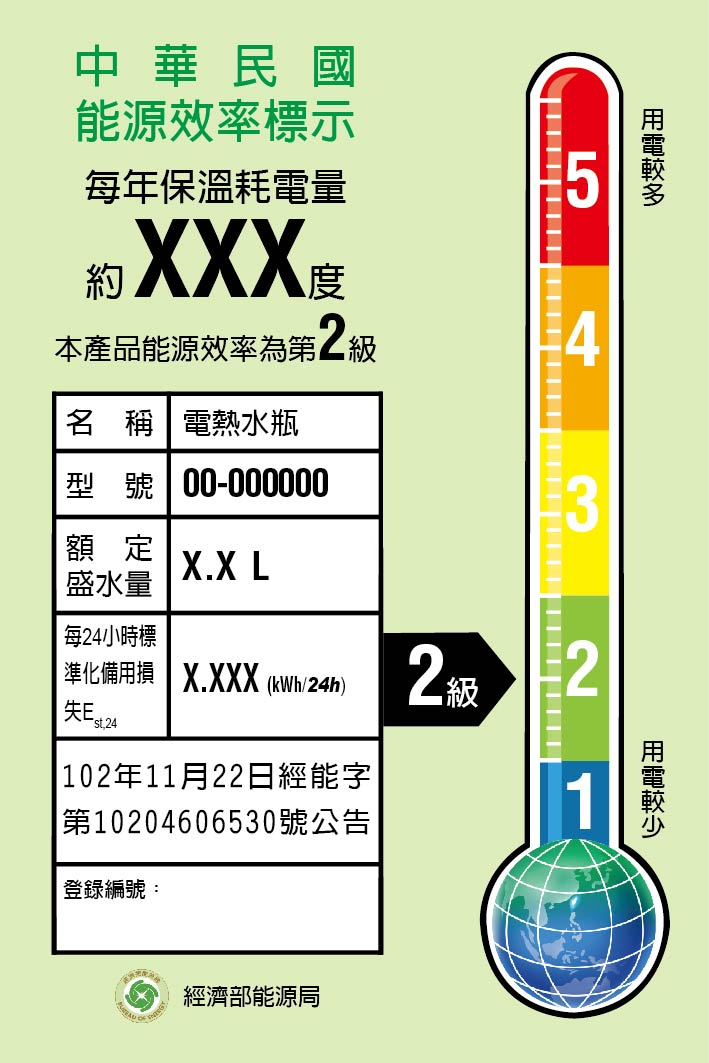 中華民國
能源效率標示
每年保溫耗電量
約XXX度
本產品能源效率為第2級
名稱 電熱水瓶
型號 00-000000
額定
盛水量
X.X L
每24小時標
準化備用損
失Est,24
X.XXX (kWh/24h)
102年11月22日經能字
第10204606530號公告
登錄編號：
經濟部能源局
BUREAU OF ENERGY
2級
用電較多
5
4
3
2
1
用電較少